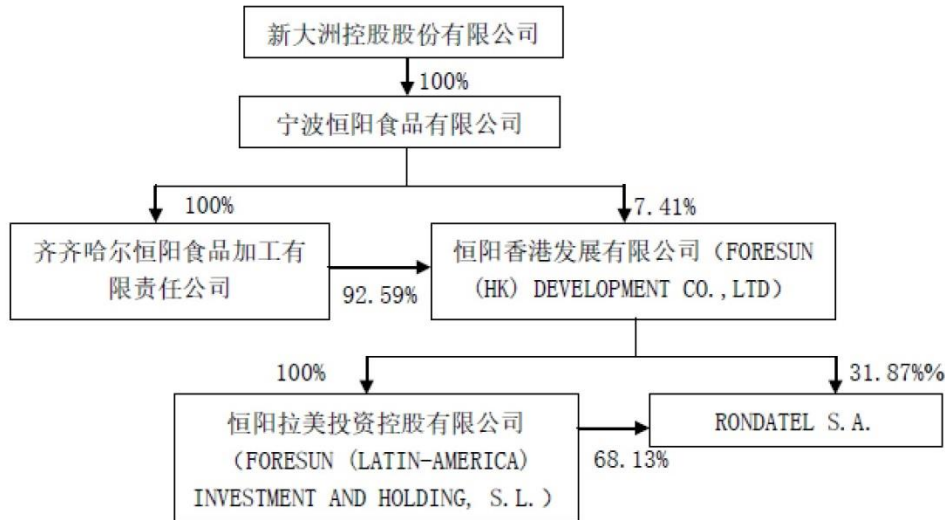 新大洲控股股份有限公司
100%
宁波恒阳食品有限公司
100%
7.41%
齐齐哈尔恒阳食品加工有
限责任公司
92.59%
恒阳香港发展有限公司（FORESUN
(HK) DEVELOPMENT CO.,LTD）
100%
31.87%%
恒阳拉美投资控股有限公司
（FORESUN (LATIN-AMERICA)
INVESTMENT AND HOLDING, S.L.）
68.13%
RONDATEL S.A.